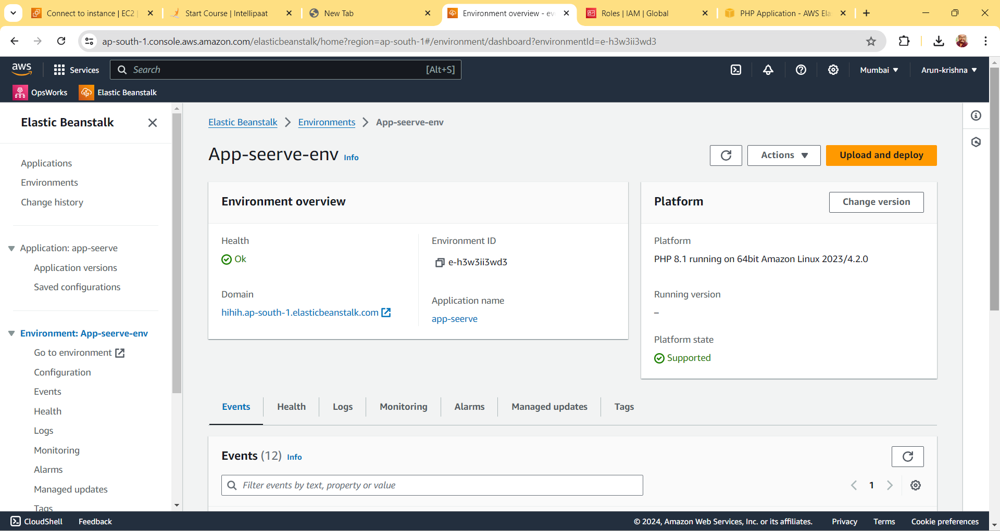 Connect to instance | EC2 |
Start Course | Intellipaat
New Tab
Environment overview - ev
Roles | IAM | Global
PHP Application - AWS Ela
ap-south-1.console.aws.amazon.com/elasticbeanstalk/home?region=ap-south-1#/environment/dashboard?environmentId=e-h3w3ii3wd3
aws
Services
Search
[Alt+S]
Mumbai
Arun-krishna
OpsWorks
Elastic Beanstalk
Elastic Beanstalk
Applications
Environments
Change history
Application: app-seerve
Application versions
Saved configurations
Environment: App-seerve-env
Go to environment
Configuration
Events
Health
Logs
Monitoring
Alarms
Managed updates
Tags
Elastic Beanstalk
Environments
App-seerve-env
App-seerve-env Info
Actions
Upload and deploy
Environment overview
Health
Ok
Domain
hihih.ap-south-1.elasticbeanstalk.com
Environment ID
e-h3w3ii3wd3
Application name
app-seerve
Platform
Change version
Platform
PHP 8.1 running on 64bit Amazon Linux 2023/4.2.0
Running version
–
Platform state
Supported
Events
Health
Logs
Monitoring
Alarms
Managed updates
Tags
Events (12) Info
Filter events by text, property or value
1
CloudShell
Feedback
© 2024, Amazon Web Services, Inc. or its affiliates.
Privacy
Terms
Cookie preferences